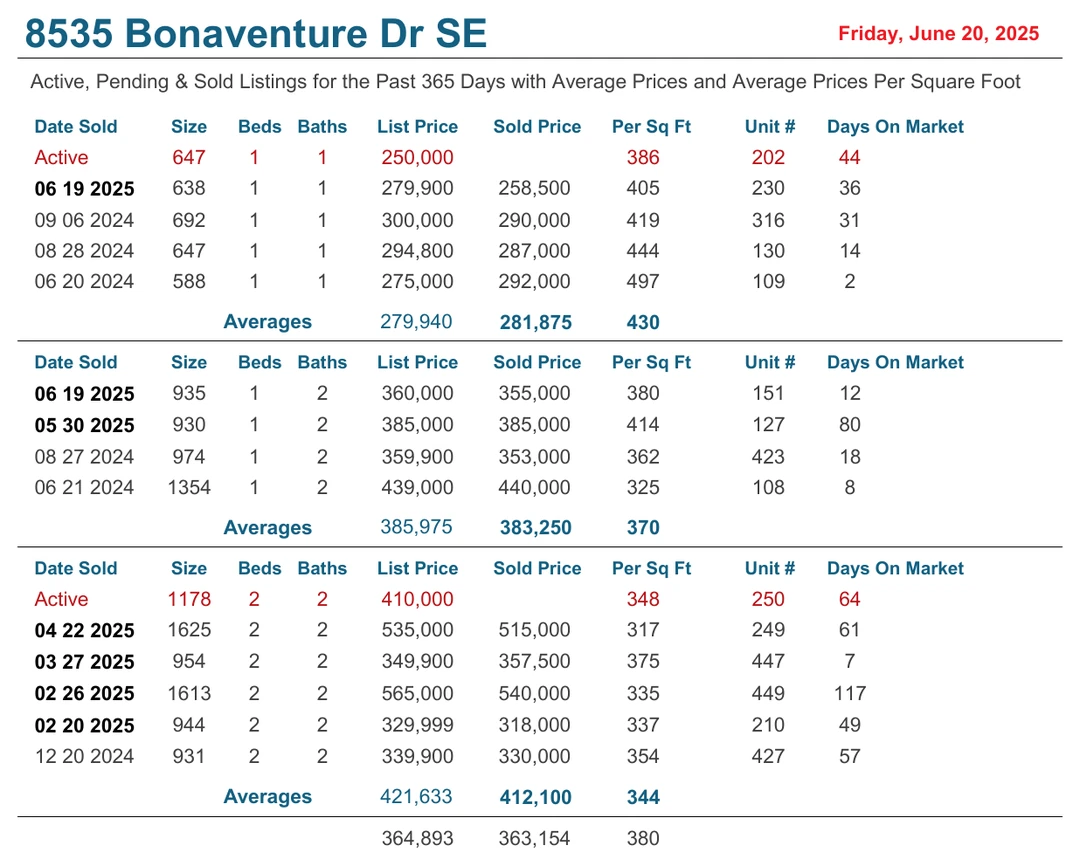 8535 Bonaventure Dr SE Friday, June 20, 2025
Active, Pending & Sold Listings for the Past 365 Days with Average Prices and Average Prices Per Square Foot
Date Sold Size Beds Baths List Price Sold Price Per Sq Ft Unit # Days On Market
Active 647 1 1 250,000 386 202 44
06 19 2025 638 1 1 279,900 258,500 405 230 36
09 06 2024 692 1 1 300,000 290,000 419 316 31
08 28 2024 647 1 1 294,800 287,000 444 130 14
06 20 2024 588 1 1 275,000 292,000 497 109 2
Averages 279,940 281,875 430
Date Sold Size Beds Baths List Price Sold Price Per Sq Ft Unit # Days On Market
06 19 2025 935 1 2 360,000 355,000 380 151 12
05 30 2025 930 1 2 385,000 385,000 414 127 80
08 27 2024 974 1 2 359,900 353,000 362 423 18
06 21 2024 1354 1 2 439,000 440,000 325 108 8
Averages 385,975 383,250 370
Date Sold Size Beds Baths List Price Sold Price Per Sq Ft Unit # Days On Market
Active 1178 2 2 410,000 348 250 64
04 22 2025 1625 2 2 535,000 515,000 317 249 61
03 27 2025 954 2 2 349,900 357,500 375 447 7
02 26 2025 1613 2 2 565,000 540,000 335 449 117
02 20 2025 944 2 2 329,999 318,000 337 210 49
12 20 2024 931 2 2 339,900 330,000 354 427 57
Averages 421,633 412,100 344
364,893 363,154 380